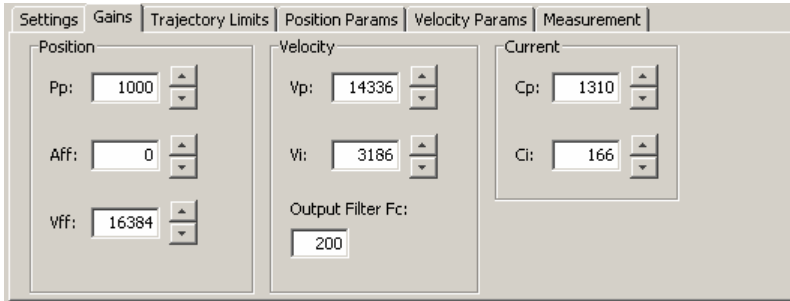 Settings Gains Trajectory Limits Position Params Velocity Params Measurement
Position
Pp: 1000
Aff: 0
Vff: 16384
Velocity
Vp: 14336
Vi: 3186
Output Filter Fc:
200
Current
Cp: 1310
Ci: 166